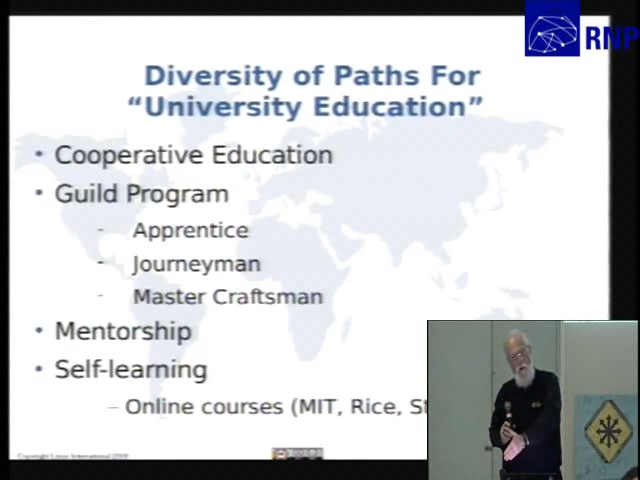 RNP
Diversity of Paths For
“University Education”
• Cooperative Education
• Guild Program
- Apprentice
- Journeyman
- Master Craftsman
• Mentorship
• Self-learning
– Online courses (MIT, Rice, St
Copyright Linux International 2009